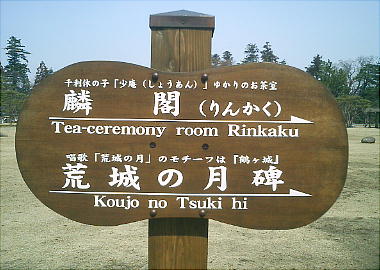 千利休の子「少庵（しょうあん）」ゆかりのお茶室
麟閣（りんかく）
Tea-ceremony room Rinkaku
唱歌「荒城の月」のモチーフは「鶴ヶ城」
荒城の月碑
Koujo no Tsuki hi